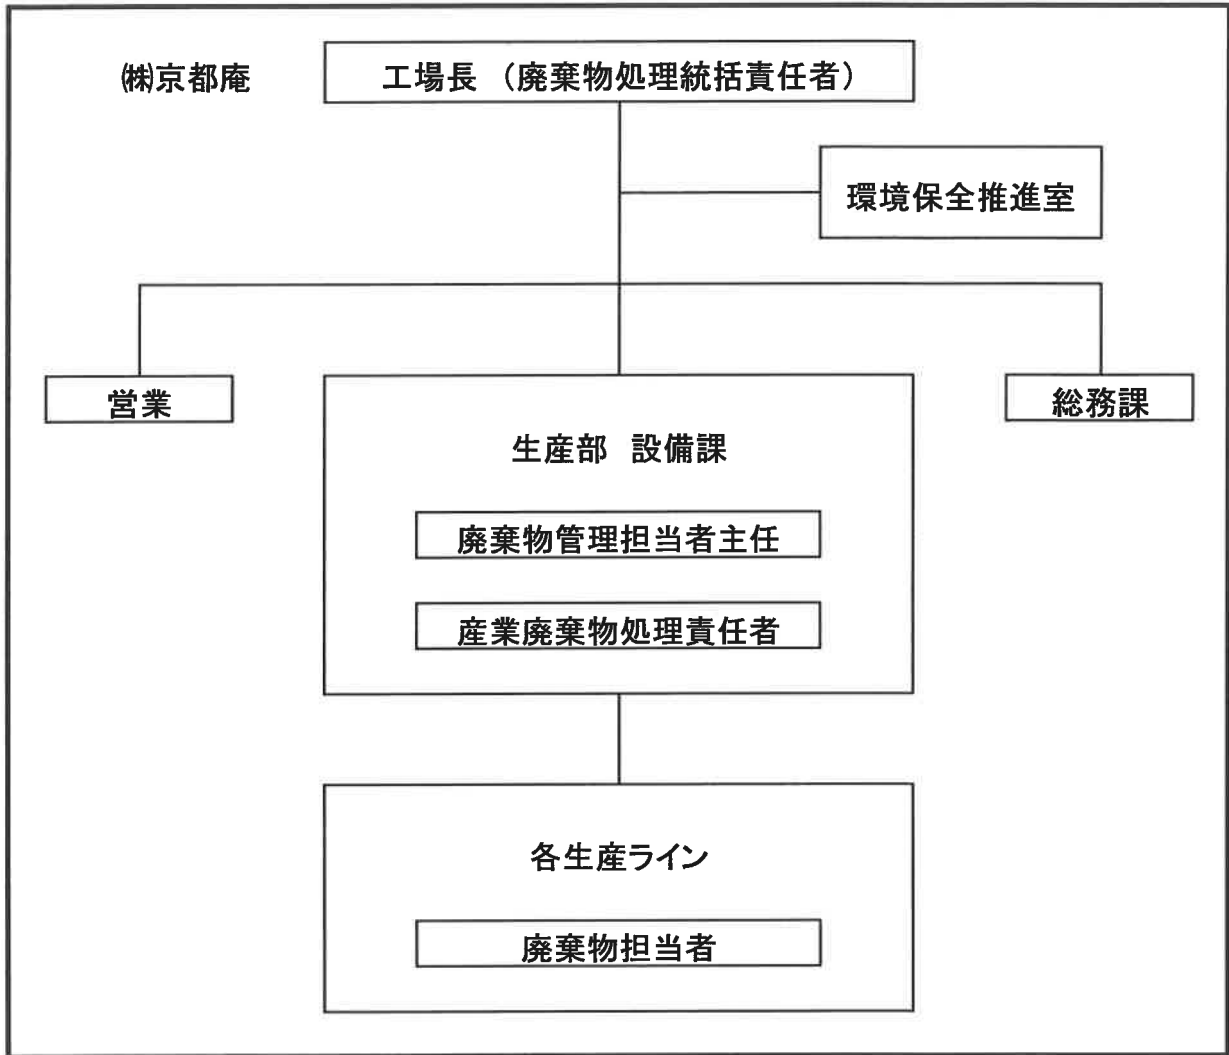 ㈱京都庵
工場長 （廃棄物処理統括責任者）
環境保全推進室
営業
総務課
生産部 設備課
廃棄物管理担当者主任
産業廃棄物処理責任者
各生産ライン
廃棄物担当者